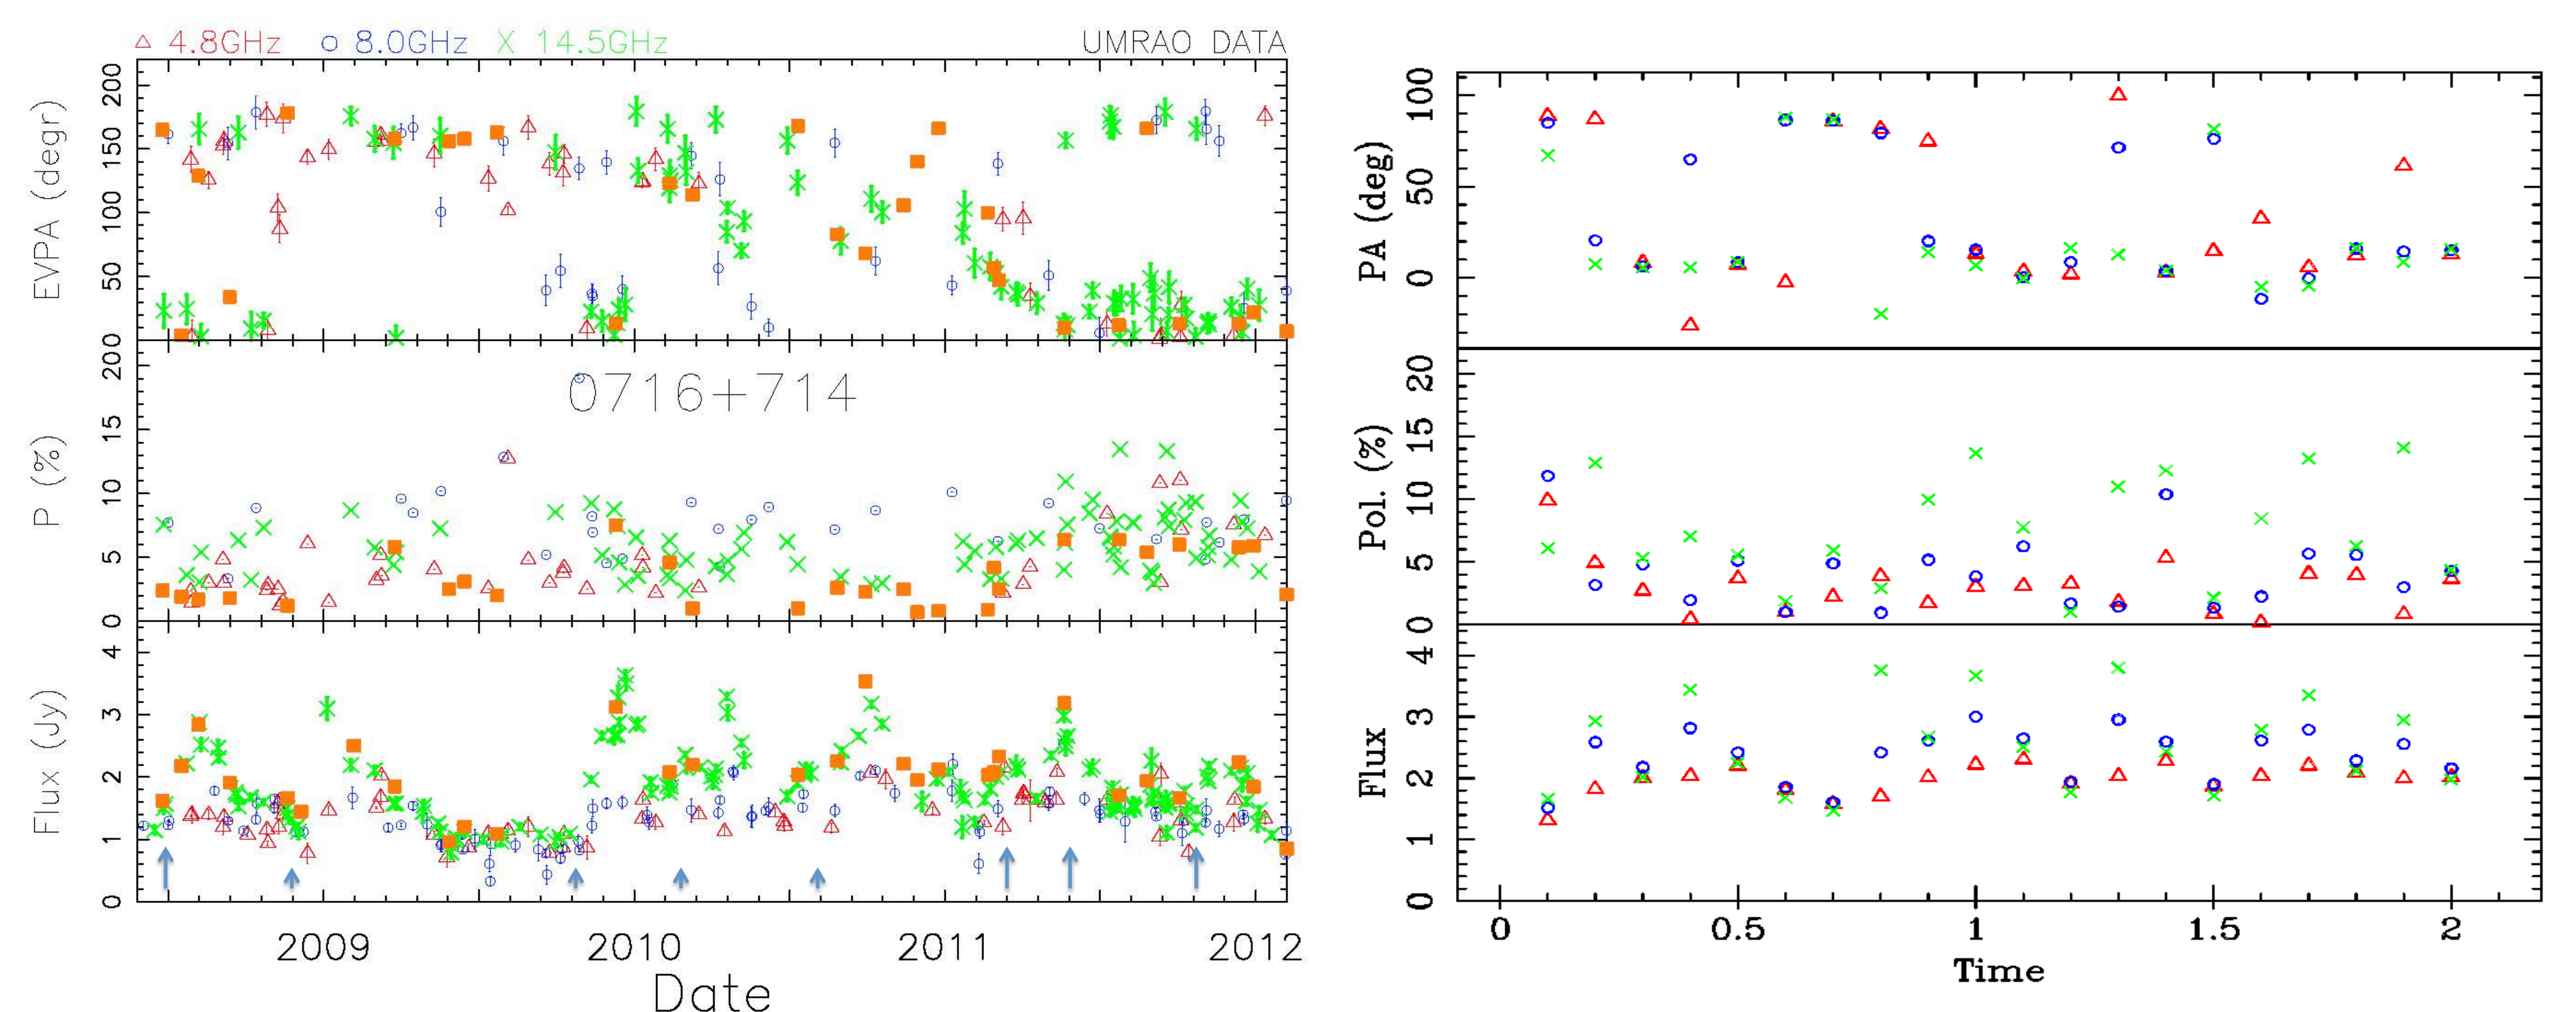 △ 4.8GHz ○ 8.0GHz X 14.5GHz UMRAO DATA
EVPA (degr)
200
150
100
50
0
P (%)
20
15
10
5
0
0716+714
Flux (Jy)
4
3
2
1
0
2009 2010 2011 2012
Date
PA (deg)
100
50
0
Pol. (%)
20
15
10
5
0
Flux
4
3
2
1
0
0 0.5 1 1.5 2
Time